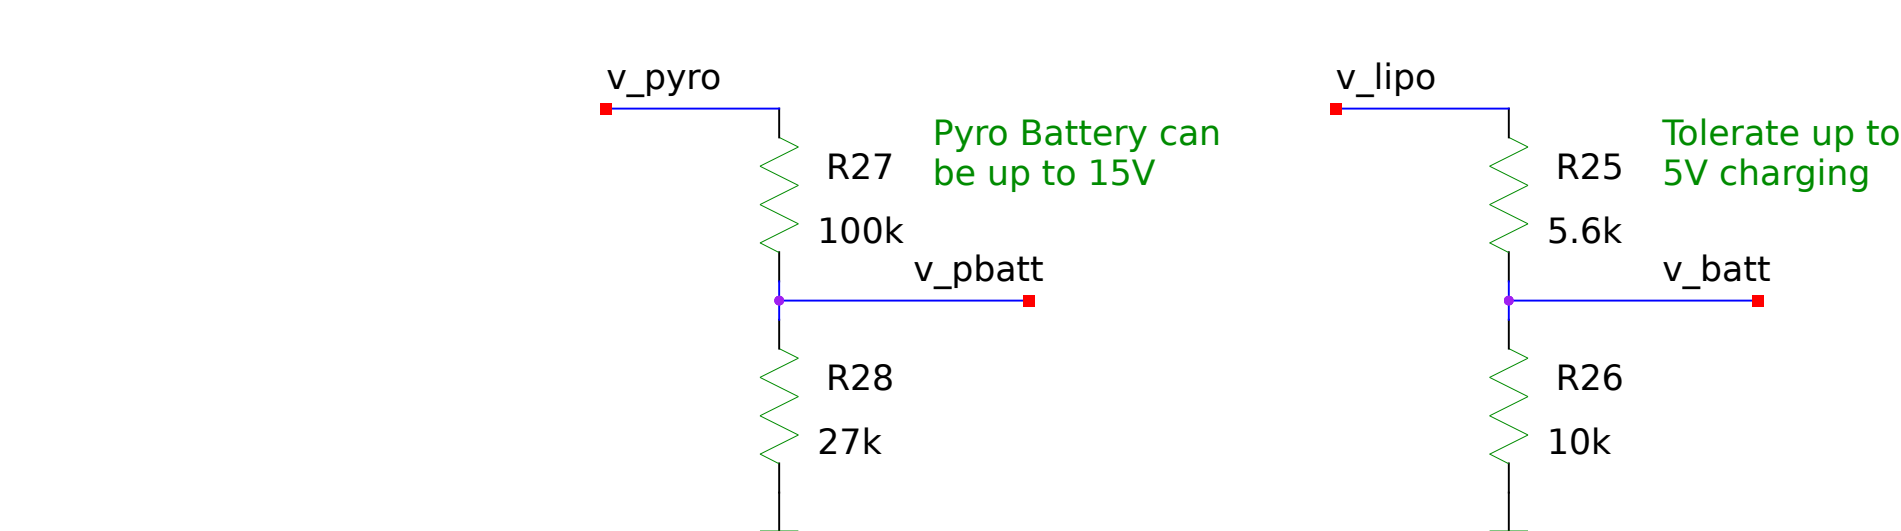 v_pyro
Pyro Battery can
be up to 15V
R27
100k
v_pbatt
R28
27k
v_lipo
Tolerate up to
5V charging
R25
5.6k
v_batt
R26
10k